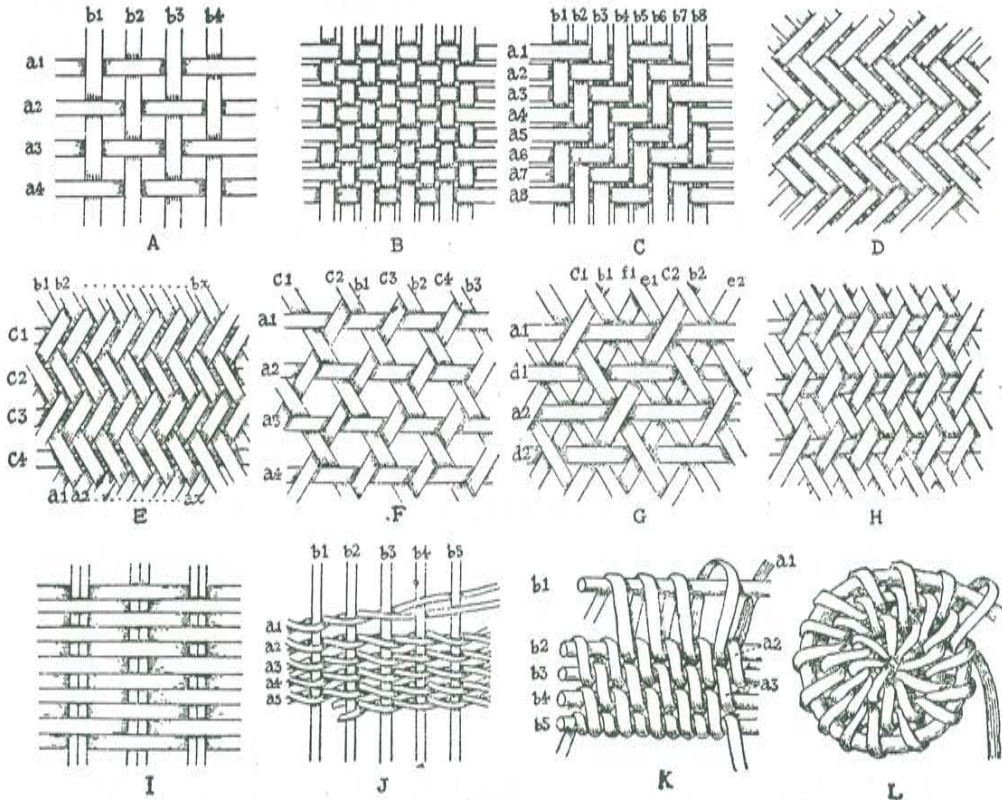 b1 b2 b3 b4
b1 b2 b3 b4 b5 b6 b7 b8
a1
a2
a3
a4
a1
a2
a3
a4
a5
a6
a7
a8
A
B
C
D
b1 b2 ........ bx
c1
c2
c3
c4
a1 a2 ........ ax
c1 c2 b1 c3 b2 c4 b3
a1
a2
a3
a4
c1 b1 f1 e1 c2 b2 e2
a1
d1
a2
d2
E
F
G
H
b1 b2 b3 b4 b5
a1
a2
a3
a4
a5
b1
b2
b3
b4
b5
a1
a2
a3
I
J
K
L